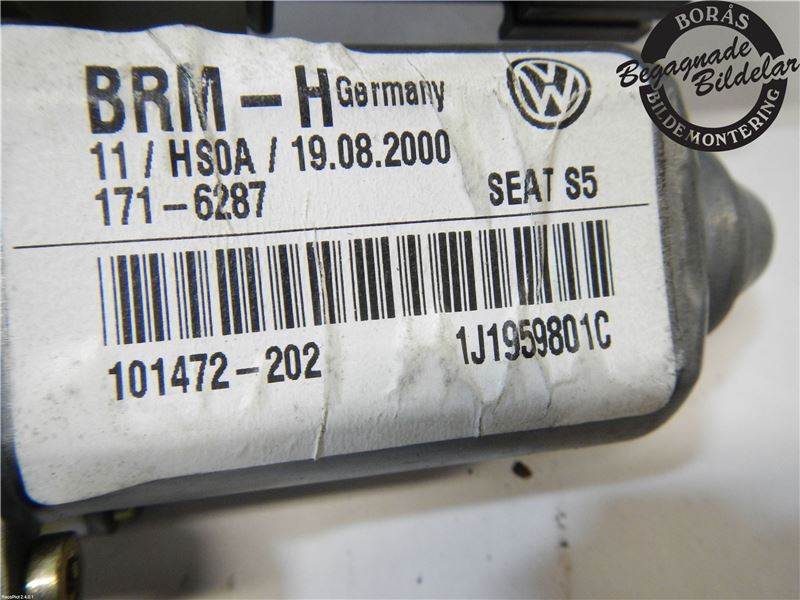 BORÅS
Begagnade
Bildelar
BILDEMONTERING
BRM-H Germany
11 / HS0A / 19.08.2000
171-6287 SEAT S5
101472-202 1J1959801C